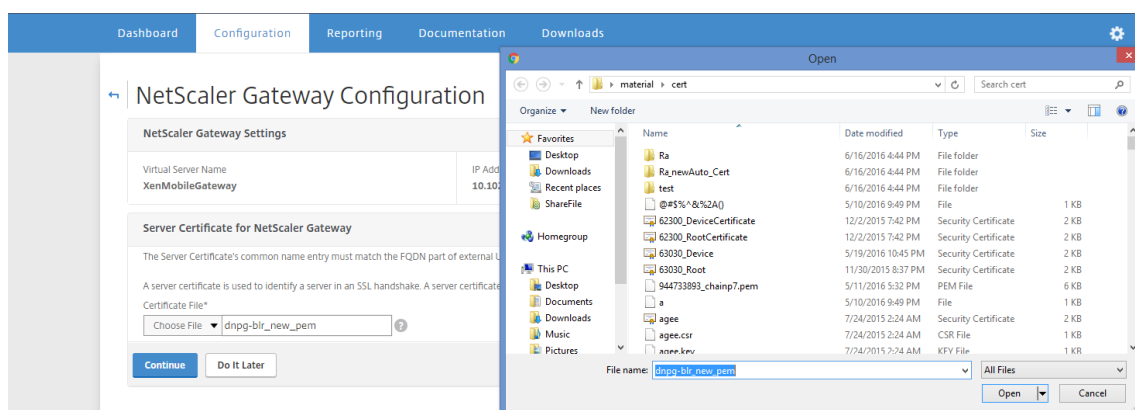 Dashboard Configuration Reporting Documentation Downloads
NetScaler Gateway Configuration
NetScaler Gateway Settings
Virtual Server Name
XenMobileGateway
IP Add
10.102
Server Certificate for NetScaler Gateway
The Server Certificate's common name entry must match the FQDN part of external U
A server certificate is used to identify a server in an SSL handshake. A server certificate
Certificate File*
Choose File dnpg-blr_new_pem ?
Continue Do It Later
Open
material cert Search cert
Organize New folder
Favorites
Desktop
Downloads
Recent places
ShareFile
Homegroup
This PC
Desktop
Documents
Downloads
Music
Pictures
Name Date modified Type Size
Ra 6/16/2016 4:44 PM File folder
Ra_newAuto_Cert 6/16/2016 4:44 PM File folder
test 6/16/2016 4:44 PM File folder
@#$%^&%2A() 5/10/2016 9:49 PM File 1 KB
62300_DeviceCertificate 12/2/2015 7:42 PM Security Certificate 2 KB
62300_RootCertificate 12/2/2015 7:42 PM Security Certificate 2 KB
63030_Device 5/19/2016 10:45 PM Security Certificate 2 KB
63030_Root 11/30/2015 8:37 PM Security Certificate 2 KB
944733893_chainp7.pem 5/11/2016 5:32 PM PEM File 6 KB
a 5/10/2016 9:49 PM File 1 KB
agee 7/24/2015 2:24 AM Security Certificate 2 KB
agee.csr 7/24/2015 2:24 AM CSR File 1 KB
agee.key 7/24/2015 2:24 AM KEY File 1 KB
File name: dnpg-blr_new_pem All Files
Open Cancel